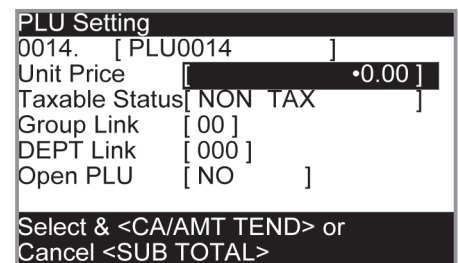 PLU Setting
0014. [ PLU0014 ]
Unit Price [ •0.00 ]
Taxable Status[ NON TAX ]
Group Link [ 00 ]
DEPT Link [ 000 ]
Open PLU [ NO ]
Select & <CA/AMT TEND> or
Cancel <SUB TOTAL>